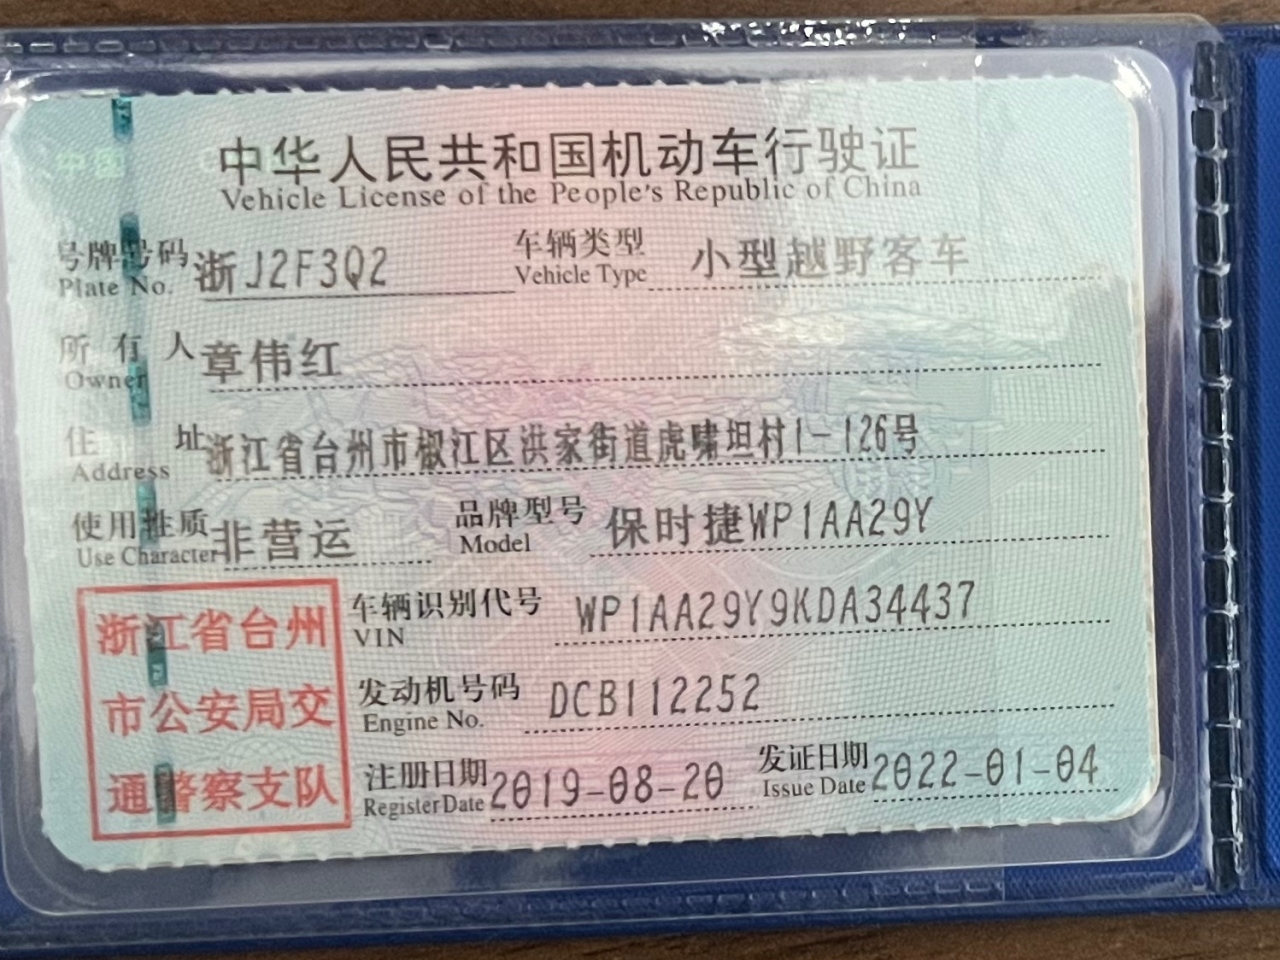 中国
中华人民共和国机动车行驶证
Vehicle License of the People's Republic of China
号牌号码 浙J2F3Q2 车辆类型 小型越野客车
Plate No. Vehicle Type
所有人 章伟红
Owner
住址 浙江省台州市椒江区洪家街道虎啸坦村1-126号
Address
使用性质 非营运 品牌型号 保时捷WP1AA29Y
Use Character Model
浙江省台州
市公安局交
通警察支队
车辆识别代号 WP1AA29Y9KDA34437
VIN
发动机号码 DCB112252
Engine No.
注册日期 2019-08-20 发证日期 2022-01-04
Register Date Issue Date